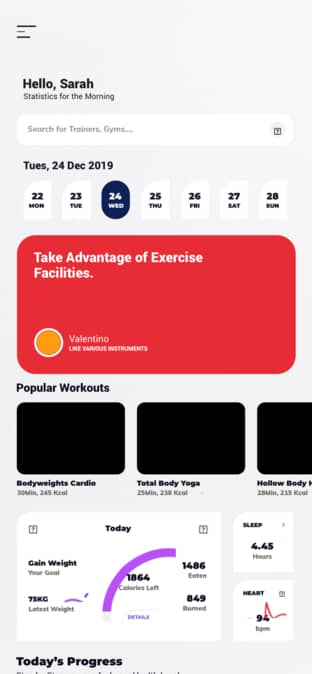 Hello, Sarah
Statistics for the Morning
Search for Trainers, Gyms...,
Tues, 24 Dec 2019
22 23 24 25 26 27 28
MON TUE WED THU FRI SAT SUN
Take Advantage of Exercise
Facilities.
Valentino
LIKE VARIOUS INSTRUMENTS
Popular Workouts
Bodyweights Cardio
30Min, 245 Kcal
Total Body Yoga
25Min, 238 Kcal
Hollow Body
28Min, 215 Kcal
Today
Gain Weight
Your Goal
75KG
Latest Weight
1864
Calories Left
DETAILS
1486
Eaten
849
Burned
SLEEP
4.45
Hours
HEART
94
bpm
Today's Progress